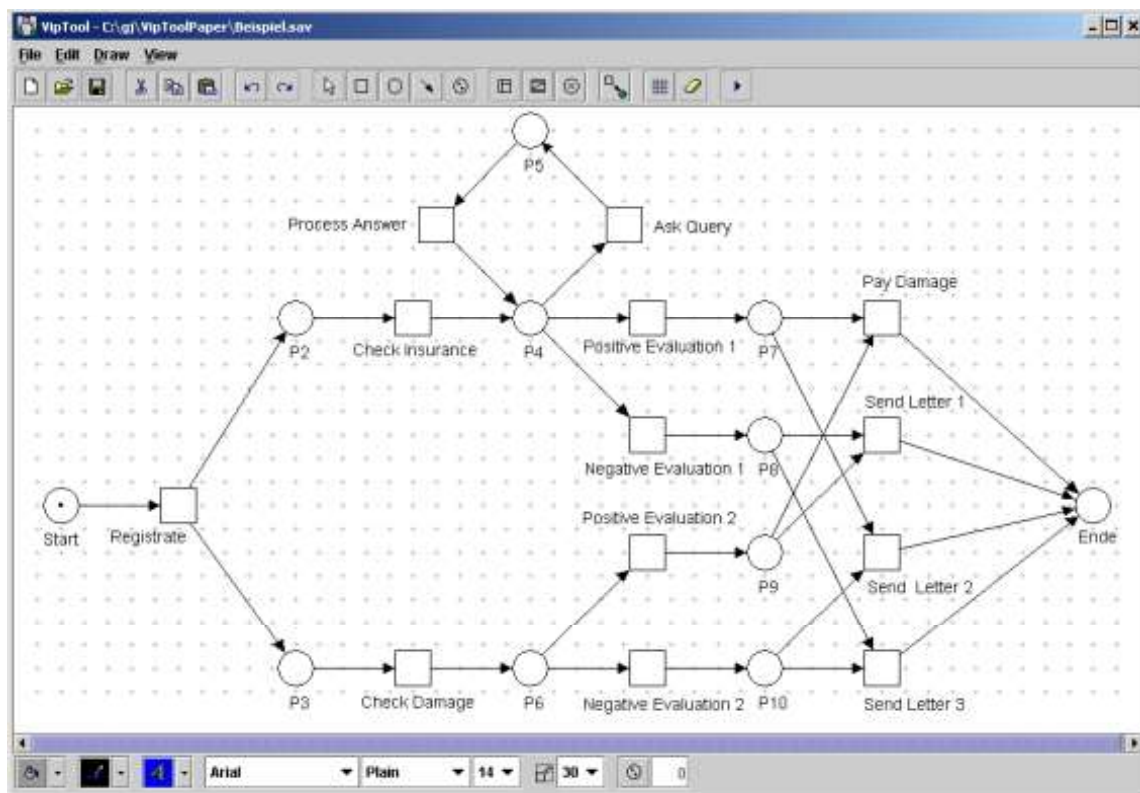 VipTool - C:\gj\VipToolPaper\Beispiel.sav
File Edit Draw View
P5
Process Answer
Ask Query
Pay Damage
P2
Check Insurance
P4
Positive Evaluation 1
P7
Send Letter 1
Negative Evaluation 1
P8
Positive Evaluation 2
Start
Registrate
Ende
P9
Send Letter 2
P3
Check Damage
P6
Negative Evaluation 2
P10
Send Letter 3
Arial
Plain
14
30
0